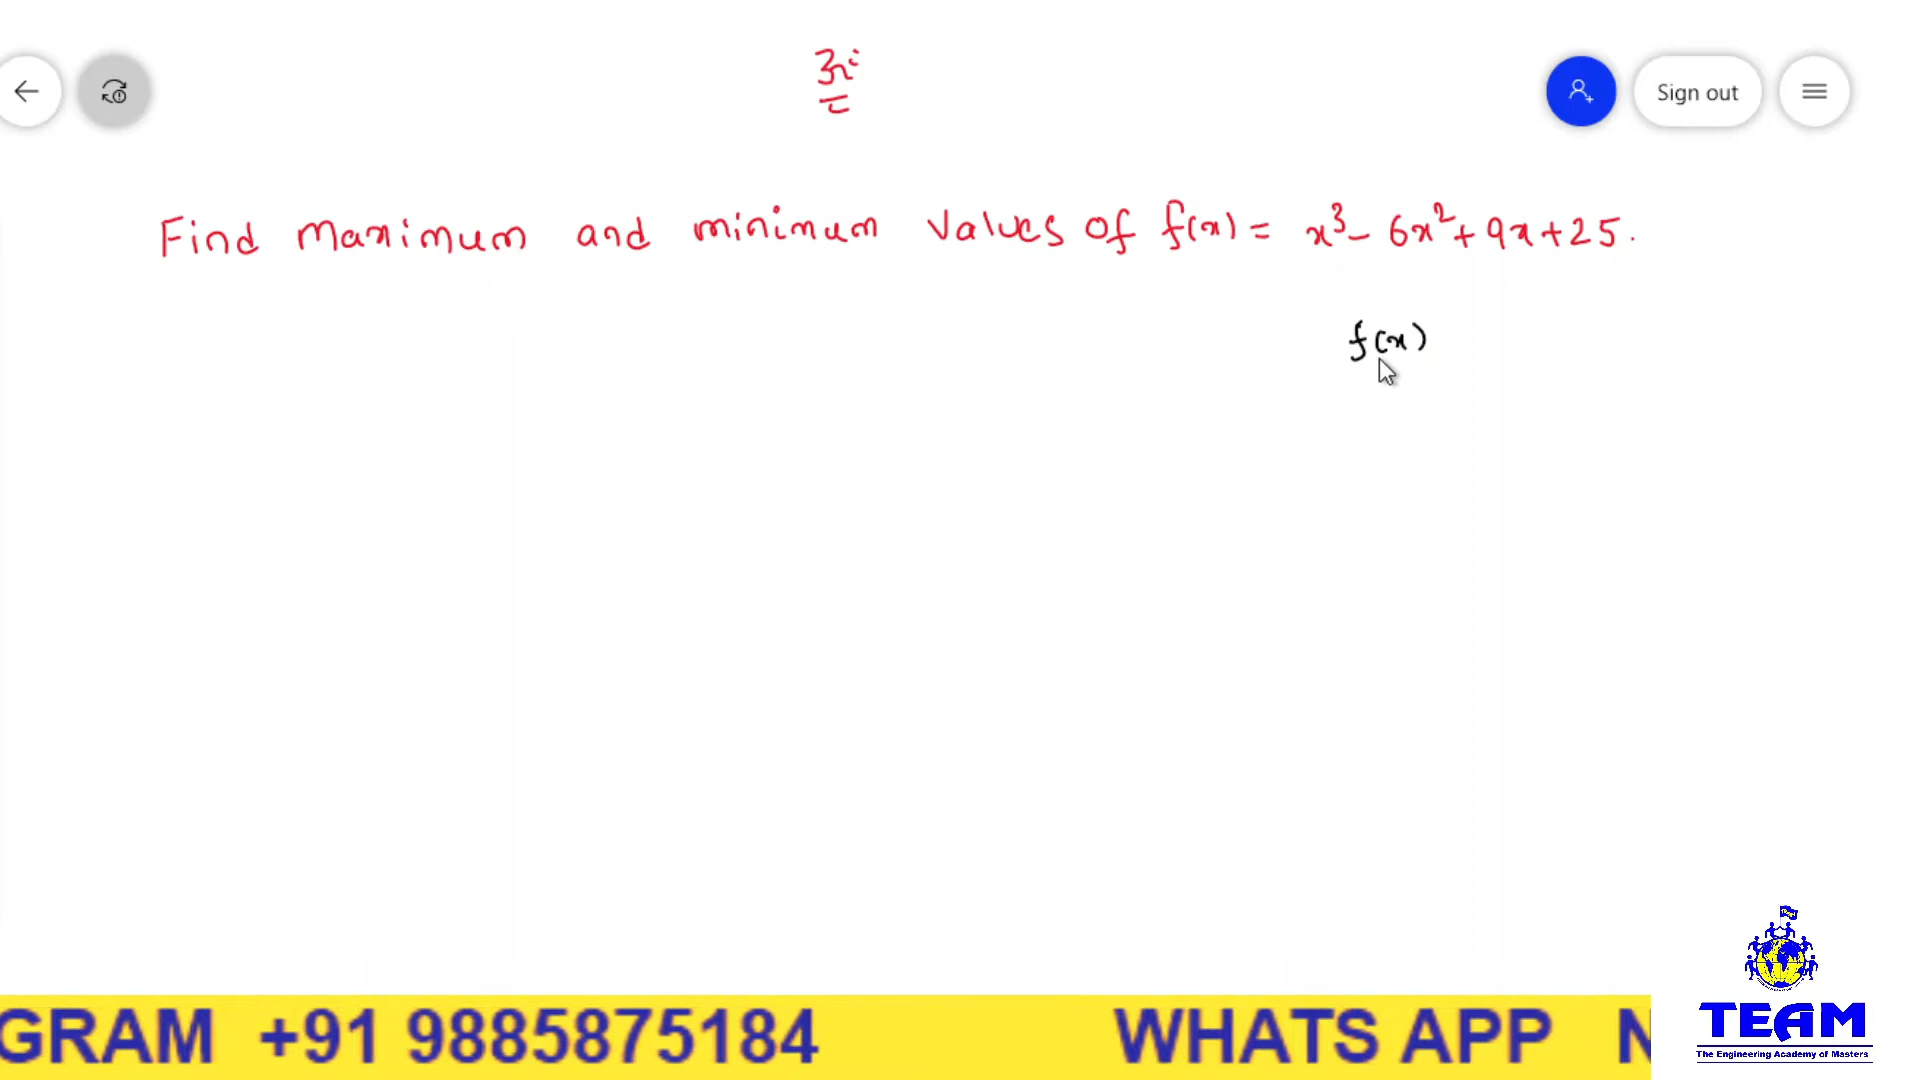 Sign out
Find maximum and minimum values of f(x) = x³ - 6x² + 9x + 25.
f(x)
GRAM +91 9885875184 WHATS APP N
TEAM
The Engineering Academy of Masters